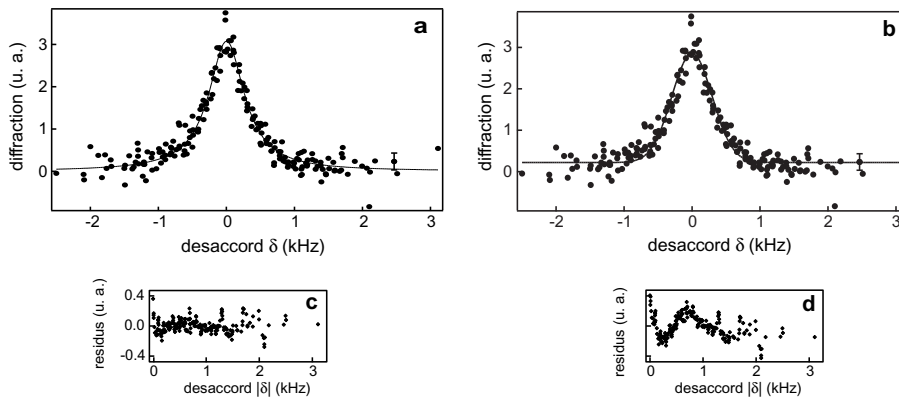 a
3
2
1
0
diffraction (u. a.)
-2 -1 0 1 2 3
desaccord δ (kHz)
b
3
2
1
0
diffraction (u. a.)
-2 -1 0 1 2 3
desaccord δ (kHz)
c
0.4
0.0
-0.4
residus (u. a.)
0 1 2 3
desaccord |δ| (kHz)
d
residus (u. a.)
0 1 2 3
desaccord |δ| (kHz)